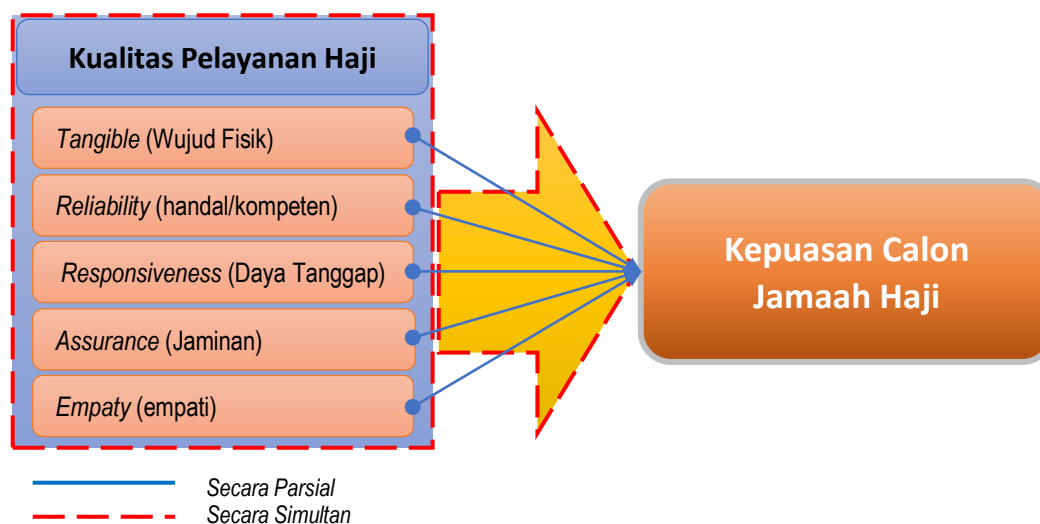 Kualitas Pelayanan Haji
Tangible (Wujud Fisik)
Reliability (handal/kompeten)
Responsiveness (Daya Tanggap)
Assurance (Jaminan)
Empaty (empati)
Kepuasan Calon
Jamaah Haji
Secara Parsial
Secara Simultan